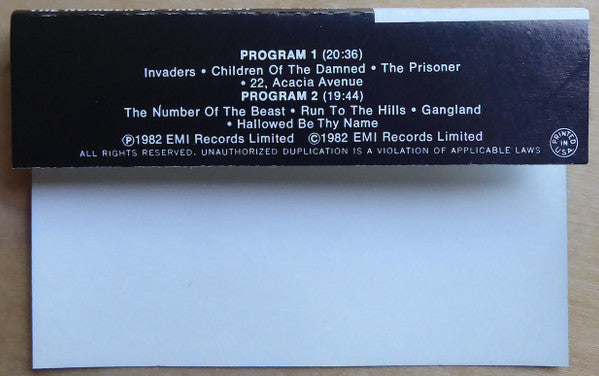 PROGRAM 1 (20:36)
Invaders • Children Of The Damned • The Prisoner
• 22, Acacia Avenue
PROGRAM 2 (19:44)
The Number Of The Beast • Run To The Hills • Gangland
• Hallowed Be Thy Name
Ⓟ1982 EMI Records Limited ©1982 EMI Records Limited
ALL RIGHTS RESERVED. UNAUTHORIZED DUPLICATION IS A VIOLATION OF APPLICABLE LAWS
PRINTED IN USA